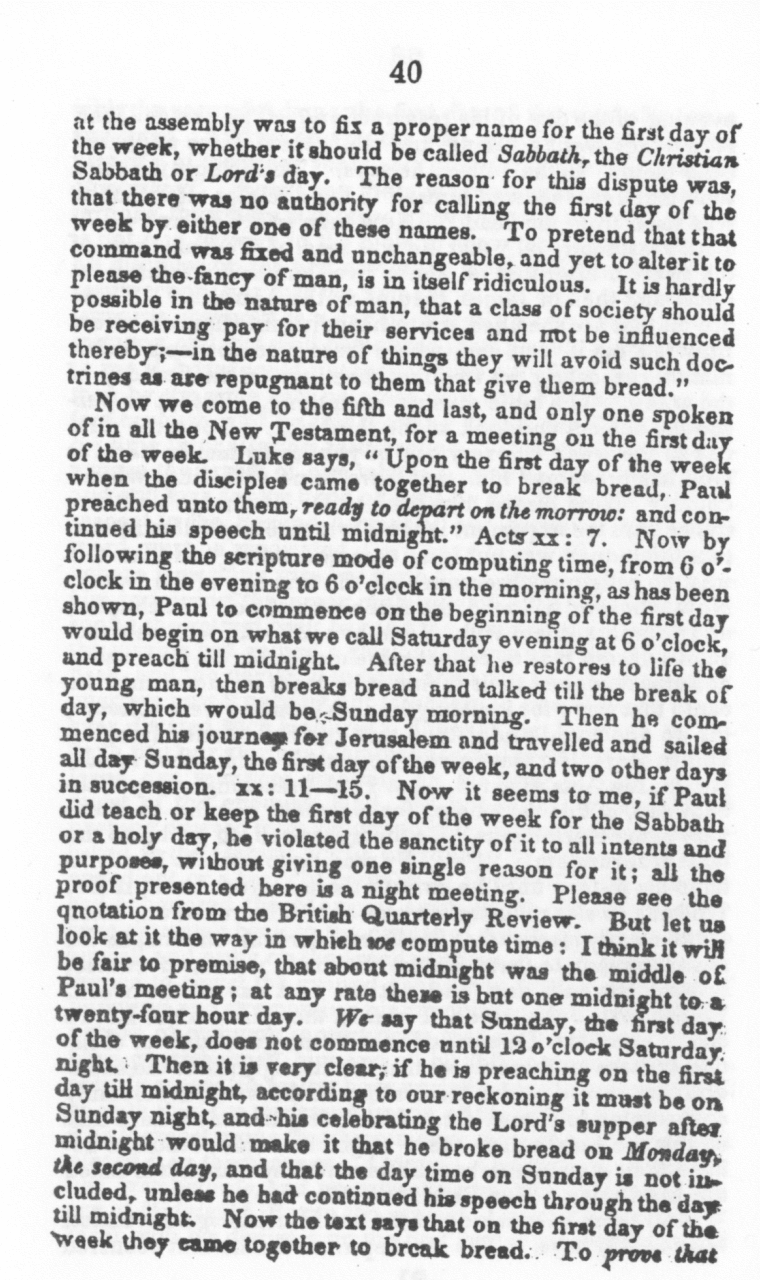 40
at the assembly was to fix a proper name for the first day of
the week, whether it should be called Sabbath, the Christian
Sabbath or Lord's day. The reason for this dispute was,
that there was no authority for calling the first day of the
week by either one of these names. To pretend that that
command was fixed and unchangeable, and yet to alter it to
please the fancy of man, is in itself ridiculous. It is hardly
possible in the nature of man, that a class of society should
be receiving pay for their services and not be influenced
thereby;—in the nature of things they will avoid such doc-
trines as are repugnant to them that give them bread."
Now we come to the fifth and last, and only one spoken
of in all the New Testament, for a meeting on the first day
of the week. Luke says, "Upon the first day of the week
when the disciples came together to break bread, Paul
preached unto them, ready to depart on the morrow: and con-
tinued his speech until midnight." Acts xx: 7. Now by
following the scripture mode of computing time, from 6 o'-
clock in the evening to 6 o'clock in the morning, as has been
shown, Paul to commence on the beginning of the first day
would begin on what we call Saturday evening at 6 o'clock,
and preach till midnight. After that he restores to life the
young man, then breaks bread and talked till the break of
day, which would be Sunday morning. Then he com-
menced his journey for Jerusalem and travelled and sailed
all day Sunday, the first day of the week, and two other days
in succession. xx: 11—15. Now it seems to me, if Paul
did teach or keep the first day of the week for the Sabbath
or a holy day, he violated the sanctity of it to all intents and
purposes, without giving one single reason for it; all the
proof presented here is a night meeting. Please see the
qnotation from the British Quarterly Review. But let us
look at it the way in which we compute time: I think it will
be fair to premise, that about midnight was the middle of
Paul's meeting; at any rate there is but one midnight to a
twenty-four hour day. We say that Sunday, the first day
of the week, does not commence until 12 o'clock Saturday
night. Then it is very clear, if he is preaching on the first
day till midnight, according to our reckoning it must be on
Sunday night, and his celebrating the Lord's supper after
midnight would make it that he broke bread on Monday,
the second day, and that the day time on Sunday is not in-
cluded, unless he had continued his speech through the day
till midnight. Now the text says that on the first day of the
week they came together to break bread. To prove that